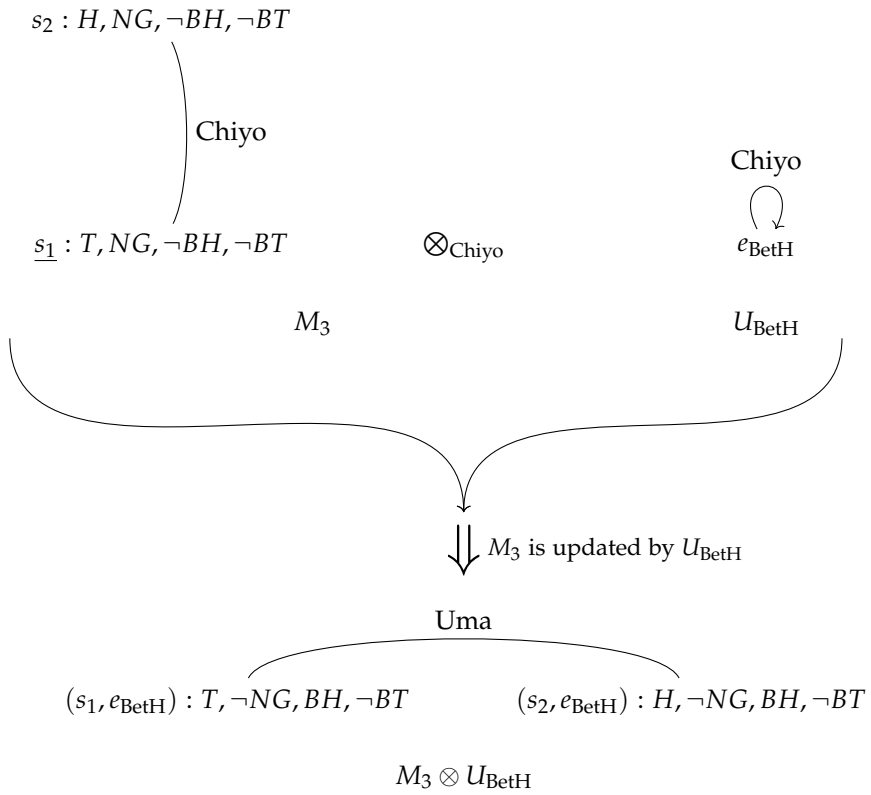 s₂ : H, NG, ¬BH, ¬BT
Chiyo
Chiyo
s₁ : T, NG, ¬BH, ¬BT
⊗Chiyo
eBetH
M₃
UBetH
M₃ is updated by UBetH
Uma
(s₁, eBetH) : T, ¬NG, BH, ¬BT
(s₂, eBetH) : H, ¬NG, BH, ¬BT
M₃ ⊗ UBetH